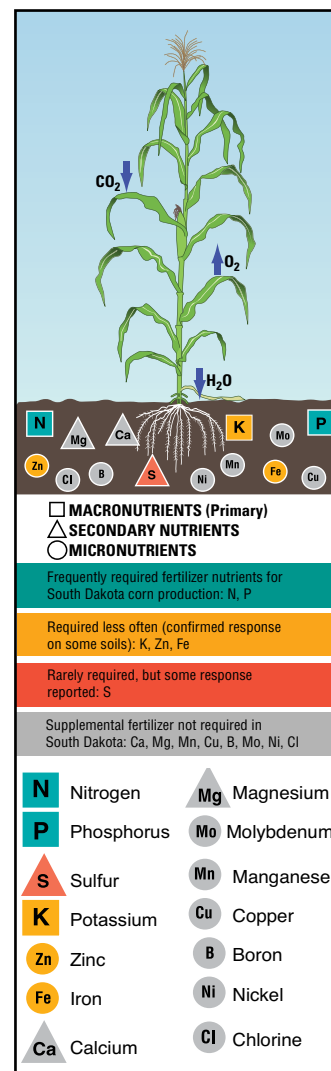 CO₂
O₂
H₂O
N
Mg
Ca
K
Mo
P
Zn
Cl
B
S
Ni
Mn
Fe
Cu
MACRONUTRIENTS (Primary)
SECONDARY NUTRIENTS
MICRONUTRIENTS
Frequently required fertilizer nutrients for
South Dakota corn production: N, P
Required less often (confirmed response
on some soils): K, Zn, Fe
Rarely required, but some response
reported: S
Supplemental fertilizer not required in
South Dakota: Ca, Mg, Mn, Cu, B, Mo, Ni, Cl
N Nitrogen
P Phosphorus
S Sulfur
K Potassium
Zn Zinc
Fe Iron
Ca Calcium
Mg Magnesium
Mo Molybdenum
Mn Manganese
Cu Copper
B Boron
Ni Nickel
Cl Chlorine